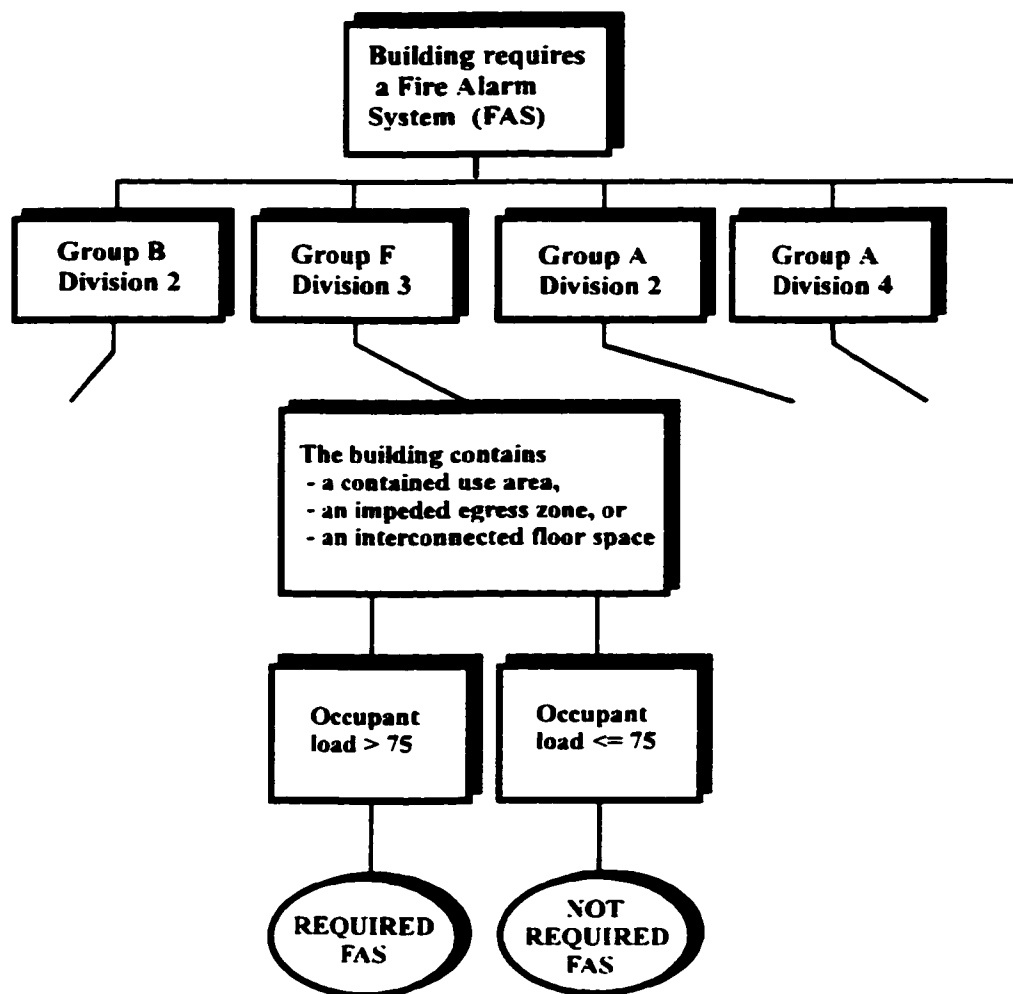 Building requires
a Fire Alarm
System (FAS)
Group B
Division 2
Group F
Division 3
Group A
Division 2
Group A
Division 4
The building contains
- a contained use area,
- an impeded egress zone, or
- an interconnected floor space
Occupant
load > 75
Occupant
load <= 75
REQUIRED
FAS
NOT
REQUIRED
FAS